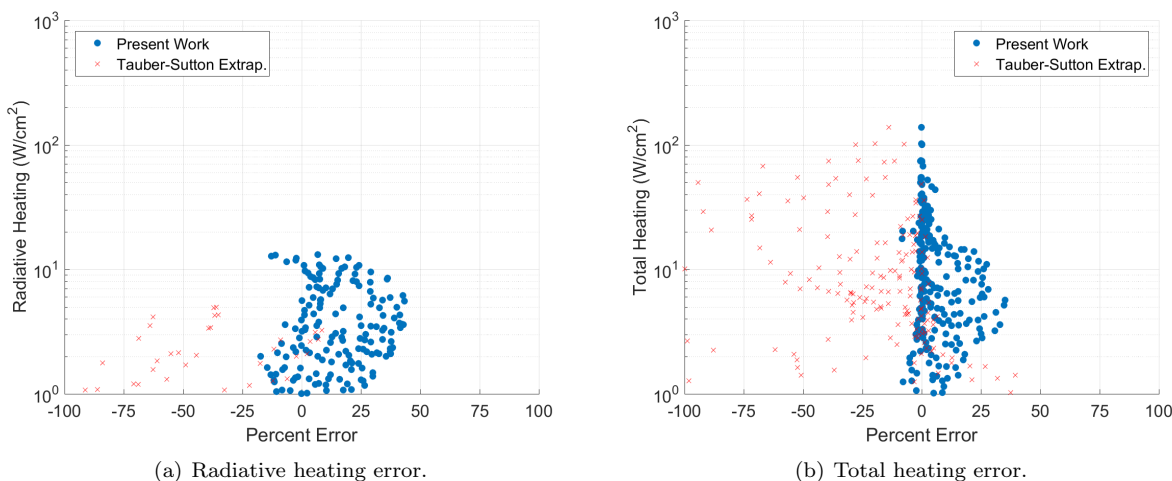 10^3
10^2
10^1
10^0
Radiative Heating (W/cm^2)
Present Work
Tauber-Sutton Extrap.
-100 -75 -50 -25 0 25 50 75 100
Percent Error
(a) Radiative heating error.
10^3
10^2
10^1
10^0
Total Heating (W/cm^2)
Present Work
Tauber-Sutton Extrap.
-100 -75 -50 -25 0 25 50 75 100
Percent Error
(b) Total heating error.